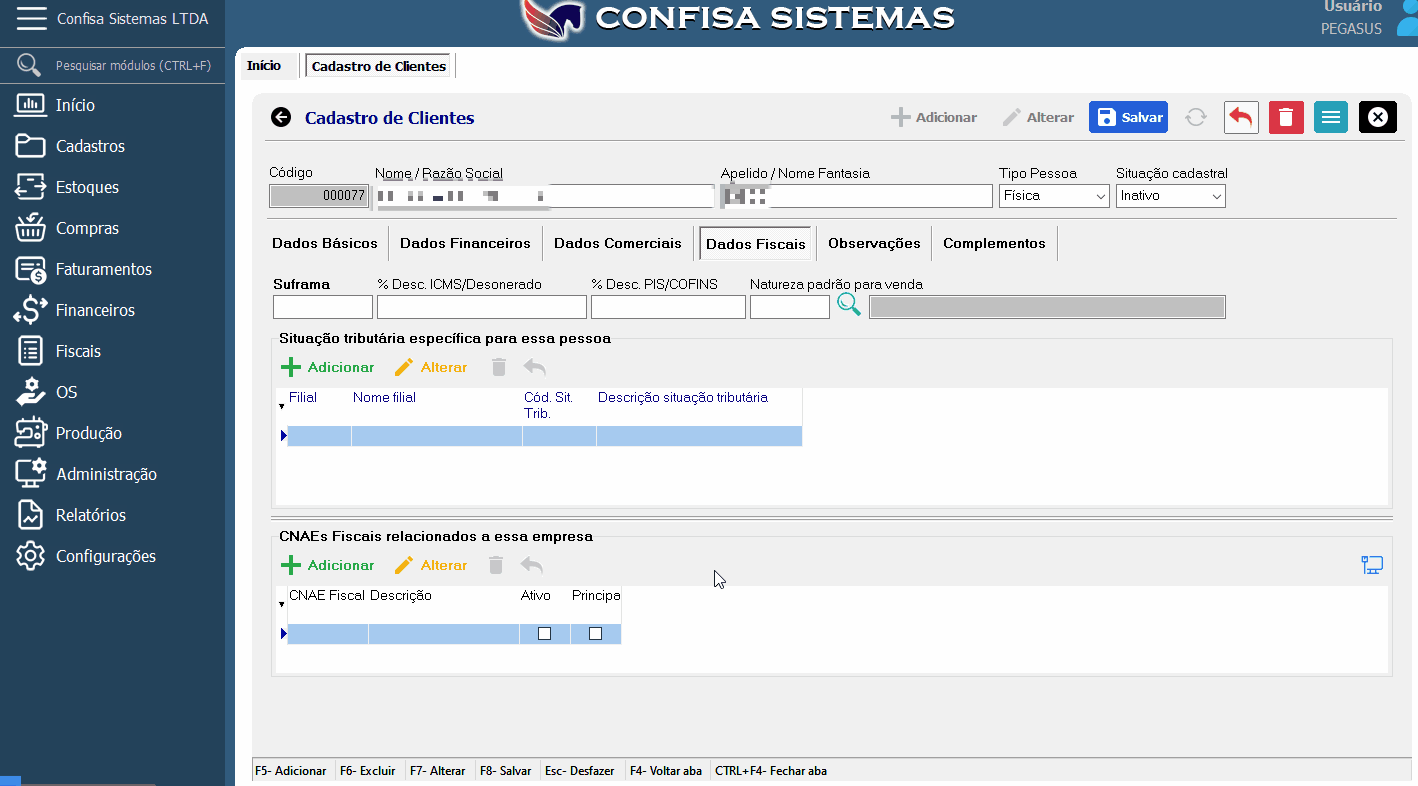 Confisa Sistemas LTDA
CONFISA SISTEMAS
Usuário
PEGASUS
Pesquisar módulos (CTRL+F)
Início
Cadastros
Estoques
Compras
Faturamentos
Financeiros
Fiscais
OS
Produção
Administração
Relatórios
Configurações
Início
Cadastro de Clientes
Cadastro de Clientes
Adicionar
Alterar
Salvar
Código
Nome / Razão Social
Apelido / Nome Fantasia
Tipo Pessoa
Situação cadastral
000077
Física
Inativo
Dados Básicos
Dados Financeiros
Dados Comerciais
Dados Fiscais
Observações
Complementos
Suframa
% Desc. ICMS/Desonerado
% Desc. PIS/COFINS
Natureza padrão para venda
Situação tributária específica para essa pessoa
Adicionar
Alterar
Filial
Nome filial
Cód. Sit. Trib.
Descrição situação tributária
CNAEs Fiscais relacionados a essa empresa
Adicionar
Alterar
CNAE Fiscal
Descrição
Ativo
Principa
F5- Adicionar
F6- Excluir
F7- Alterar
F8- Salvar
Esc- Desfazer
F4- Voltar aba
CTRL+F4- Fechar aba